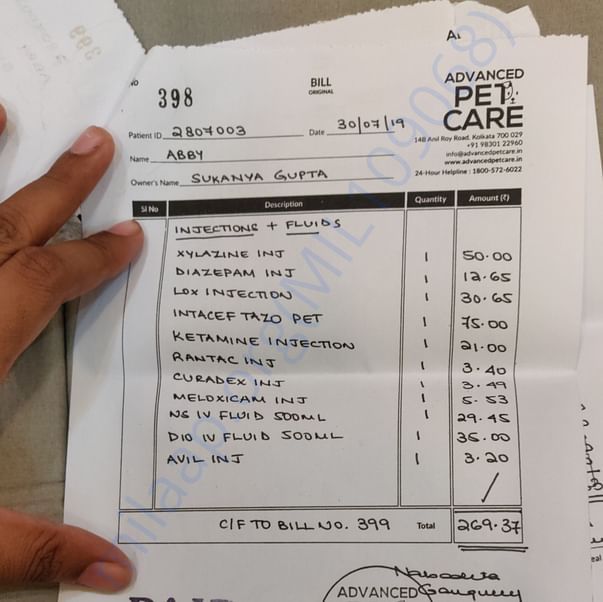 No 398
BILL
ORIGINAL
ADVANCED
PET
CARE
148 Anil Roy Road, Kolkata 700 029
+91 98301 22960
info@advancedpetcare.in
www.advancedpetcare.in
24-Hour Helpline : 1800-572-6022
Patient ID 2807003 Date 30/07/19
Name ABBY
Owner's Name SUKANYA GUPTA
Sl No Description Quantity Amount (₹)
INJECTIONS + FLUIDS
XYLAZINE INJ 1 50.00
DIAZEPAM INJ 1 12.65
LOX INJECTION 1 30.65
INTACEF TAZO PET 1 75.00
KETAMINE INJECTION 1 21.00
RANTAC INJ 1 3.40
CURADEX INJ 1 3.49
MELOXICAM INJ 1 5.53
NS IV FLUID 500ML 1 29.45
D10 IV FLUID 500ML 1 35.00
AVIL INJ 1 3.20
C/F TO BILL NO. 399 Total 269.37
ADVANCED
PAID